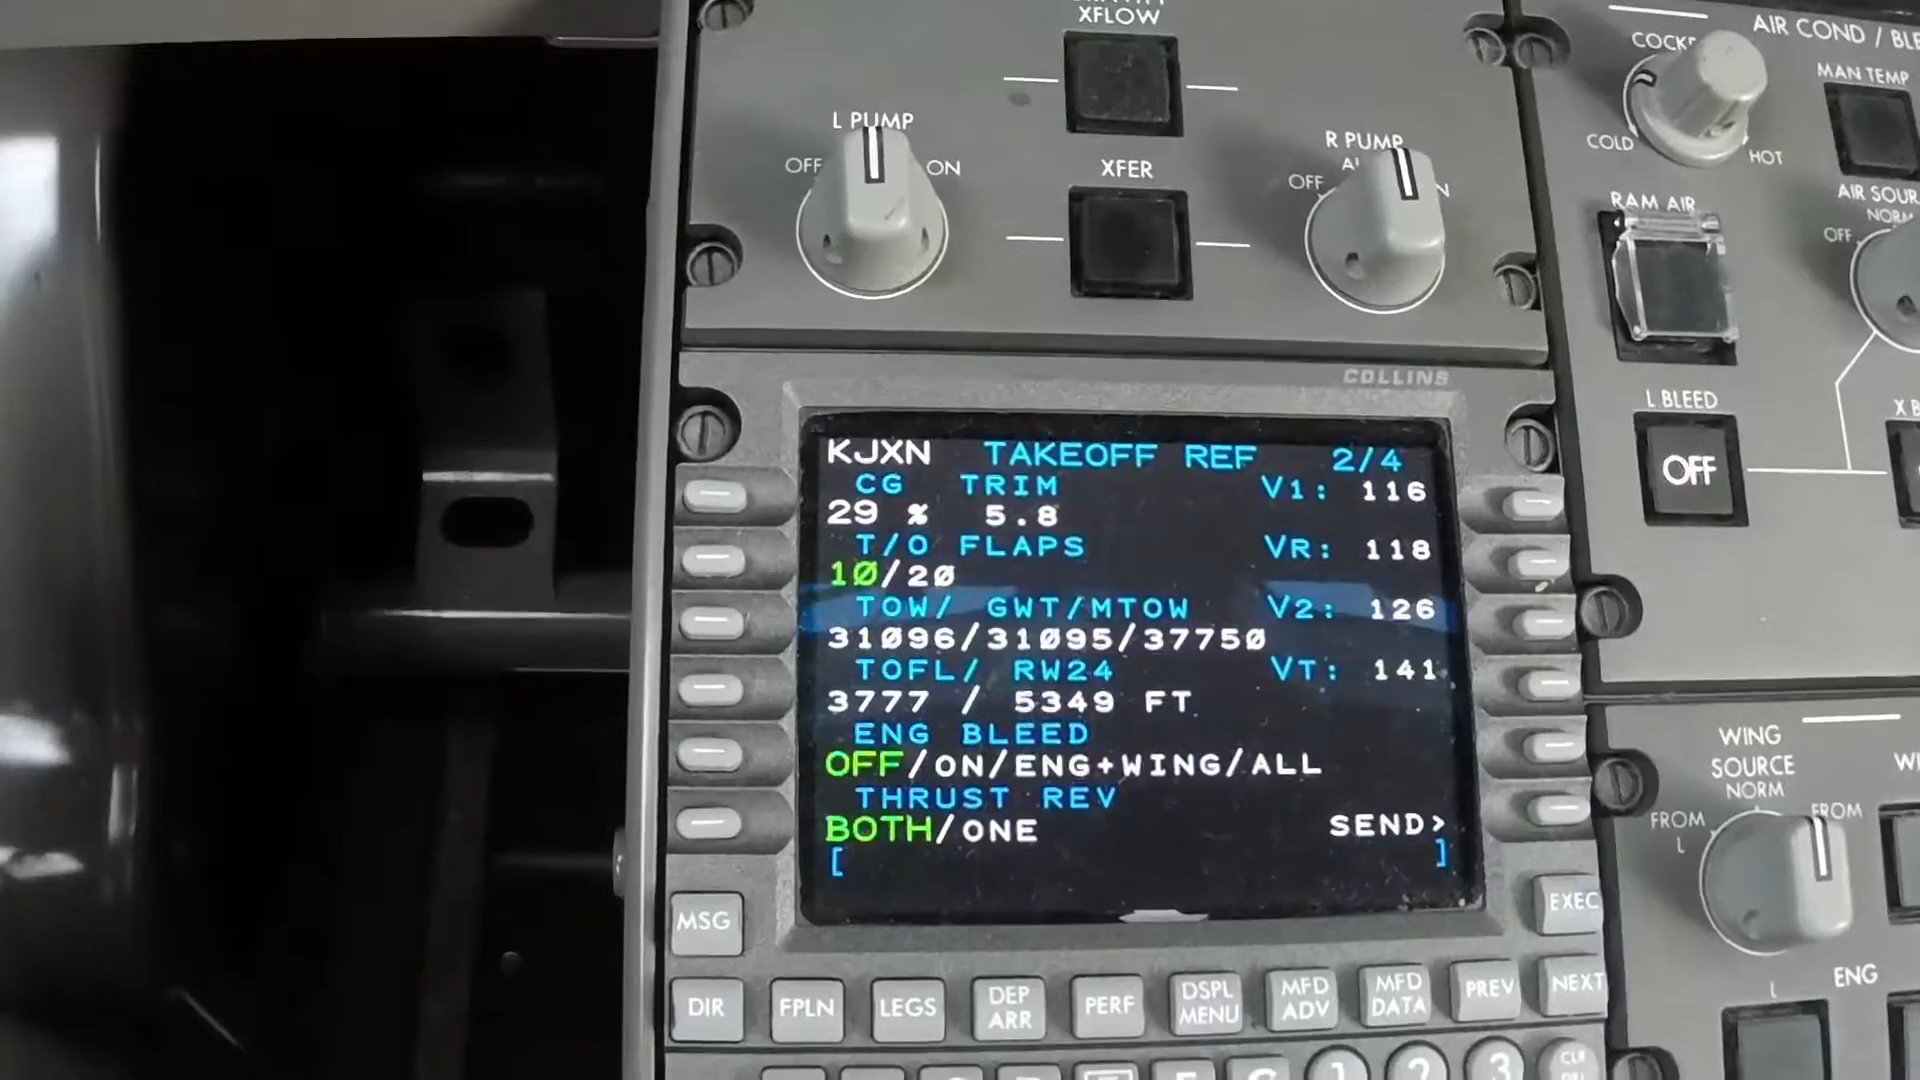 XFLOW
AIR COND / BLE
MAN TEMP
COLD
HOT
L PUMP
OFF
ON
XFER
R PUMP
OFF
RAM AIR
AIR SOUR
NORM
OFF
L BLEED
OFF
COLLINS
KJXN TAKEOFF REF 2/4
CG TRIM V1: 116
29 % 5.8
T/O FLAPS VR: 118
10/20
TOW/ GWT/MTOW V2: 126
31096/31095/37750
TOFL/ RW24 VT: 141
3777 / 5349 FT
ENG BLEED
OFF/ON/ENG+WING/ALL
THRUST REV
BOTH/ONE SEND>
[ ]
WING
SOURCE
NORM
FROM
L
FROM
MSG
EXEC
DIR
FPLN
LEGS
DEP
ARR
PERF
DSPL
MENU
MFD
ADV
MFD
DATA
PREV
NEXT
L
ENG
1
2
3
CLR